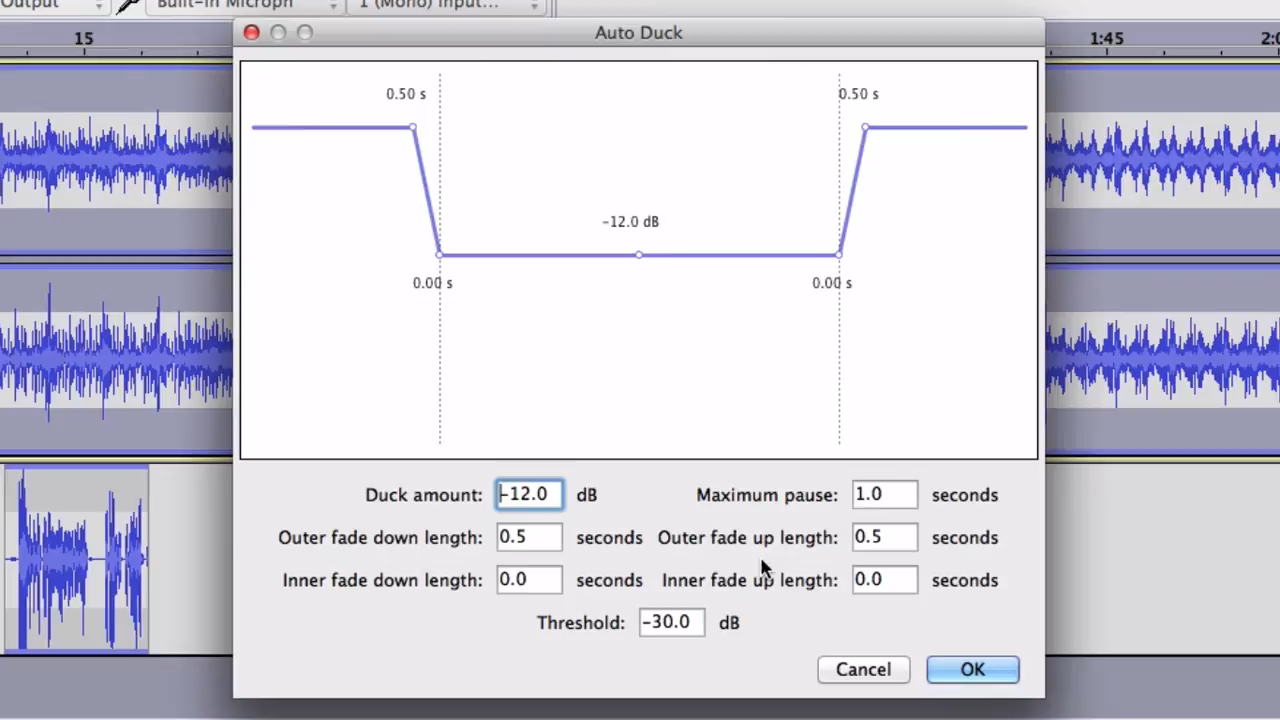 Output Built-in Microph 1 (Mono) Input...
Auto Duck
15 1:45 2:0
0.50 s 0.50 s
-12.0 dB
0.00 s 0.00 s
Duck amount: -12.0 dB Maximum pause: 1.0 seconds
Outer fade down length: 0.5 seconds Outer fade up length: 0.5 seconds
Inner fade down length: 0.0 seconds Inner fade up length: 0.0 seconds
Threshold: -30.0 dB
Cancel OK